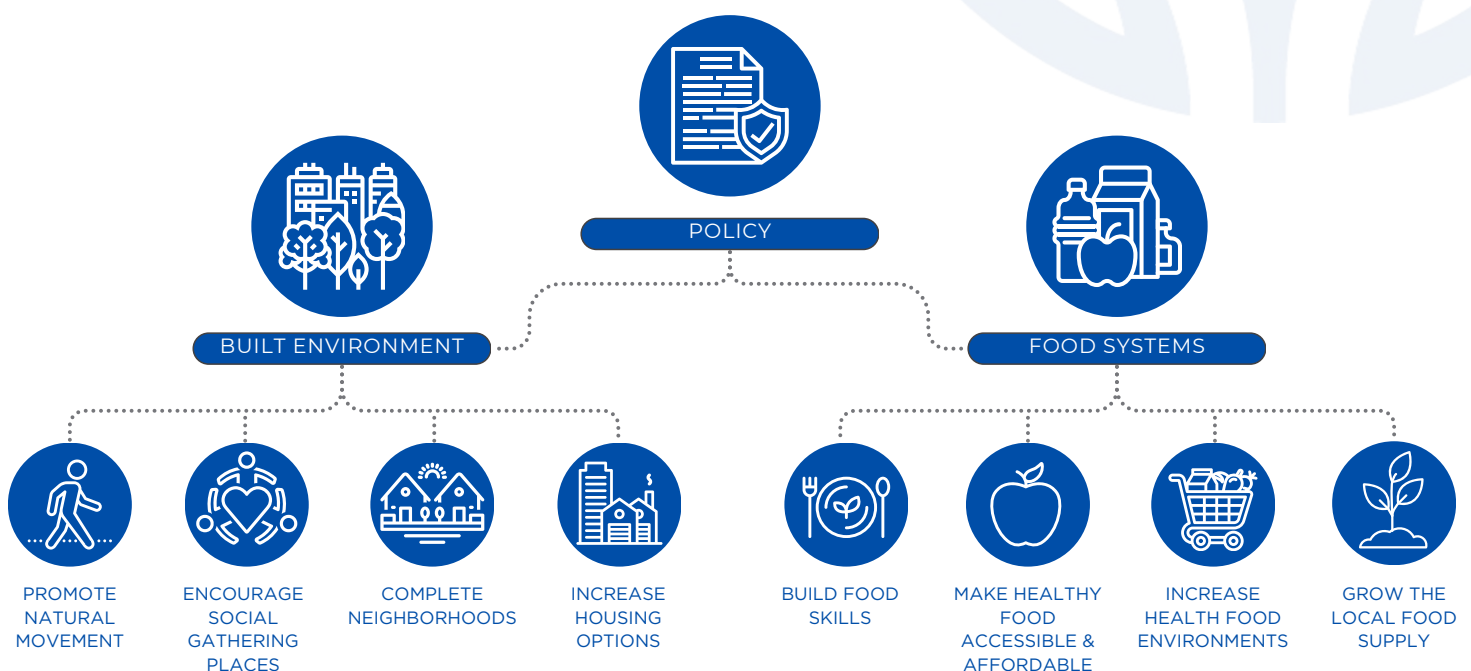 POLICY
BUILT ENVIRONMENT
FOOD SYSTEMS
PROMOTE
NATURAL
MOVEMENT
ENCOURAGE
SOCIAL
GATHERING
PLACES
COMPLETE
NEIGHBORHOODS
INCREASE
HOUSING
OPTIONS
BUILD FOOD
SKILLS
MAKE HEALTHY
FOOD
ACCESSIBLE &
AFFORDABLE
INCREASE
HEALTH FOOD
ENVIRONMENTS
GROW THE
LOCAL FOOD
SUPPLY